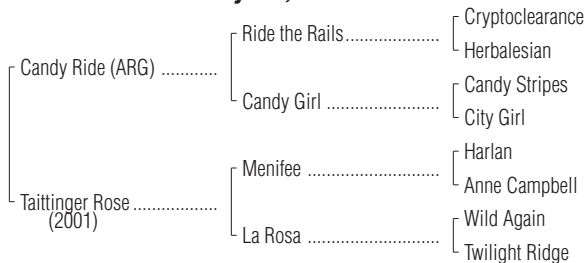 Cryptoclearance
Ride the Rails....................
Herbalesian
Candy Ride (ARG) ............
Candy Stripes
Candy Girl ........................
City Girl
Harlan
Menifee ............................
Anne Campbell
Taittinger Rose ..................
(2001)
Wild Again
La Rosa ............................
Twilight Ridge